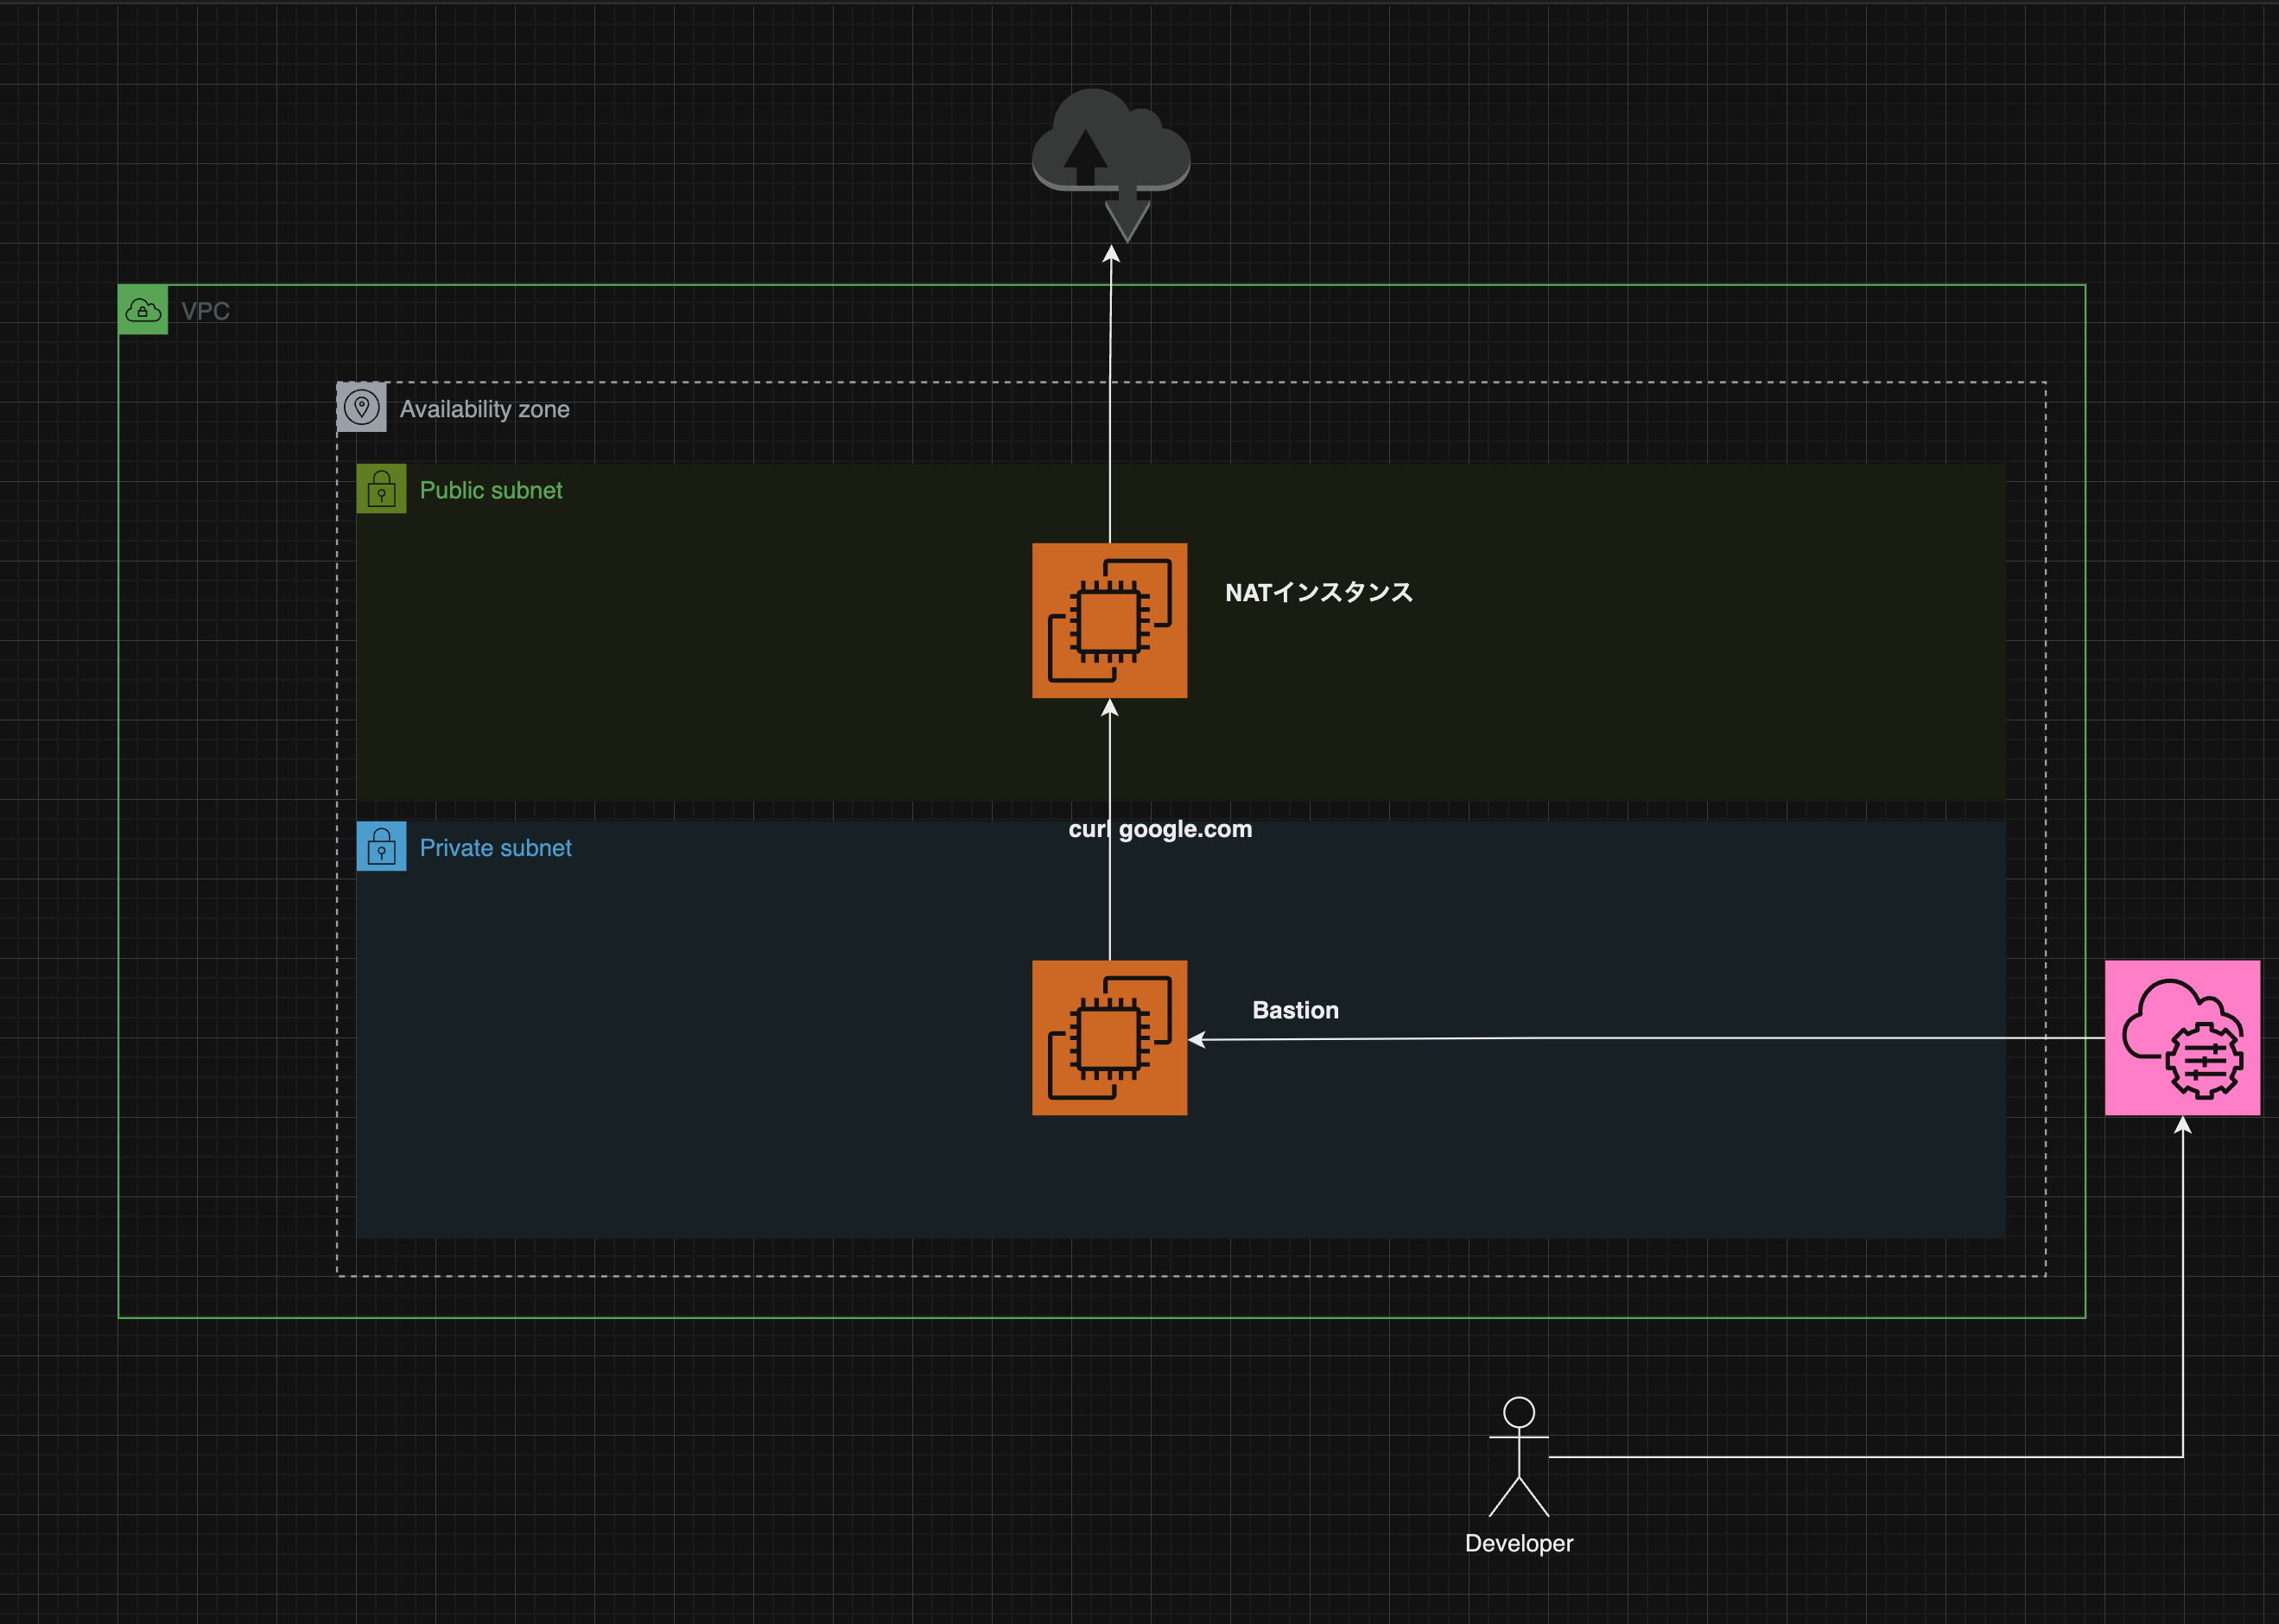 VPC
Availability zone
Public subnet
NATインスタンス
curl google.com
Private subnet
Bastion
Developer